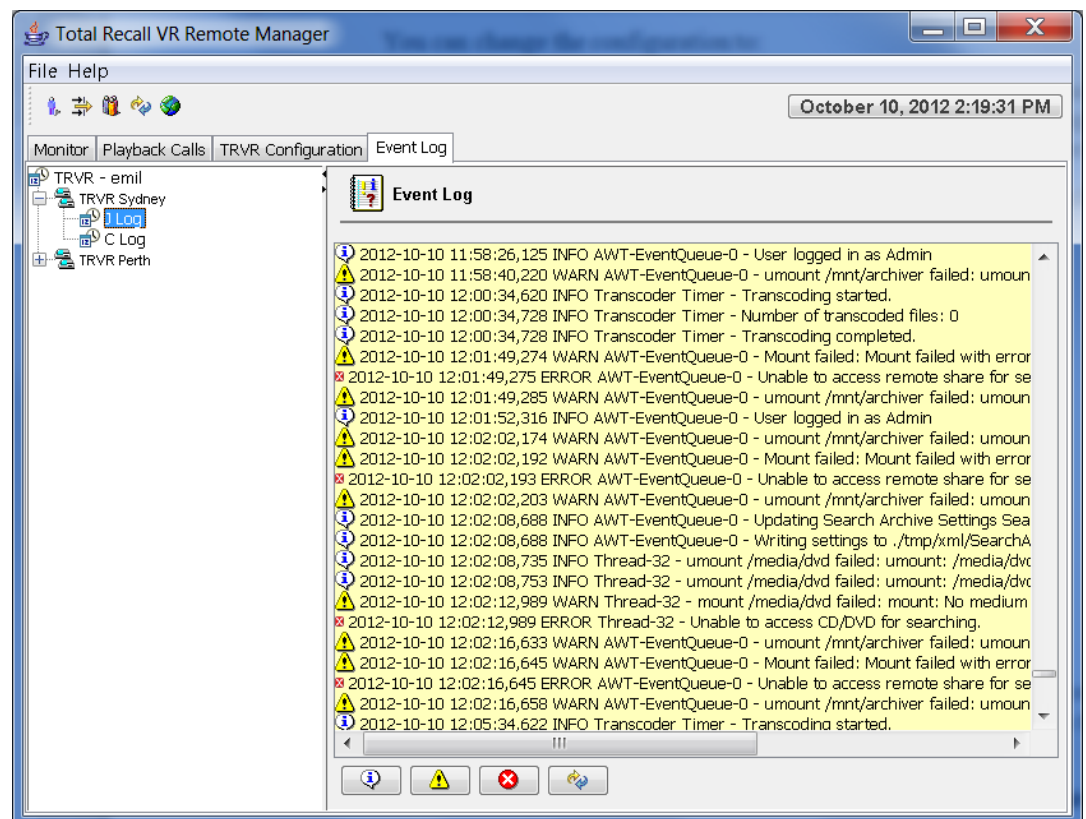 Total Recall VR Remote Manager
You can change the configuration to:
File Help
October 10, 2012 2:19:31 PM
Monitor Playback Calls TRVR Configuration Event Log
TRVR - emil
TRVR Sydney
J Log
C Log
TRVR Perth
Event Log
2012-10-10 11:58:26,125 INFO AWT-EventQueue-0 - User logged in as Admin
2012-10-10 11:58:40,220 WARN AWT-EventQueue-0 - umount /mnt/archiver failed: umoun
2012-10-10 12:00:34,620 INFO Transcoder Timer - Transcoding started.
2012-10-10 12:00:34,728 INFO Transcoder Timer - Number of transcoded files: 0
2012-10-10 12:00:34,728 INFO Transcoder Timer - Transcoding completed.
2012-10-10 12:01:49,274 WARN AWT-EventQueue-0 - Mount failed: Mount failed with error
2012-10-10 12:01:49,275 ERROR AWT-EventQueue-0 - Unable to access remote share for se
2012-10-10 12:01:49,285 WARN AWT-EventQueue-0 - umount /mnt/archiver failed: umoun
2012-10-10 12:01:52,316 INFO AWT-EventQueue-0 - User logged in as Admin
2012-10-10 12:02:02,174 WARN AWT-EventQueue-0 - umount /mnt/archiver failed: umoun
2012-10-10 12:02:02,192 WARN AWT-EventQueue-0 - Mount failed: Mount failed with error
2012-10-10 12:02:02,193 ERROR AWT-EventQueue-0 - Unable to access remote share for se
2012-10-10 12:02:02,203 WARN AWT-EventQueue-0 - umount /mnt/archiver failed: umoun
2012-10-10 12:02:08,688 INFO AWT-EventQueue-0 - Updating Search Archive Settings Sea
2012-10-10 12:02:08,688 INFO AWT-EventQueue-0 - Writing settings to ./tmp/xml/SearchA
2012-10-10 12:02:08,735 INFO Thread-32 - umount /media/dvd failed: umount: /media/dvd
2012-10-10 12:02:08,753 INFO Thread-32 - umount /media/dvd failed: umount: /media/dvd
2012-10-10 12:02:12,989 WARN Thread-32 - mount /media/dvd failed: mount: No medium
2012-10-10 12:02:12,989 ERROR Thread-32 - Unable to access CD/DVD for searching.
2012-10-10 12:02:16,633 WARN AWT-EventQueue-0 - umount /mnt/archiver failed: umoun
2012-10-10 12:02:16,645 WARN AWT-EventQueue-0 - Mount failed: Mount failed with error
2012-10-10 12:02:16,645 ERROR AWT-EventQueue-0 - Unable to access remote share for se
2012-10-10 12:02:16,658 WARN AWT-EventQueue-0 - umount /mnt/archiver failed: umoun
2012-10-10 12:05:34,622 INFO Transcoder Timer - Transcoding started.